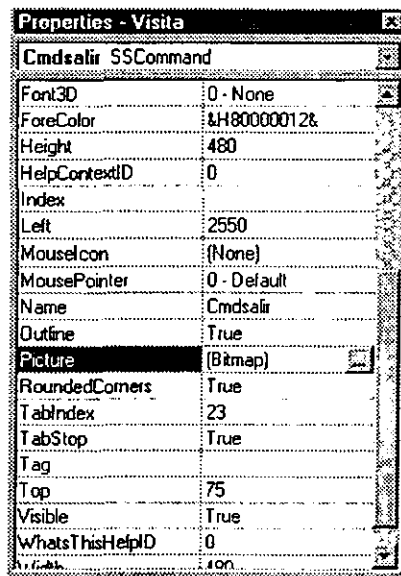 Properties - Visita
Cmdsalir SSCommand
Font3D 0 - None
ForeColor &H80000012&
Height 480
HelpContextID 0
Index
Left 2550
MouseIcon (None)
MousePointer 0 - Default
Name Cmdsalir
Outline True
Picture (Bitmap) ...
RoundedCorners True
TabIndex 23
TabStop True
Tag
Top 75
Visible True
WhatsThisHelpID 0
Width 480